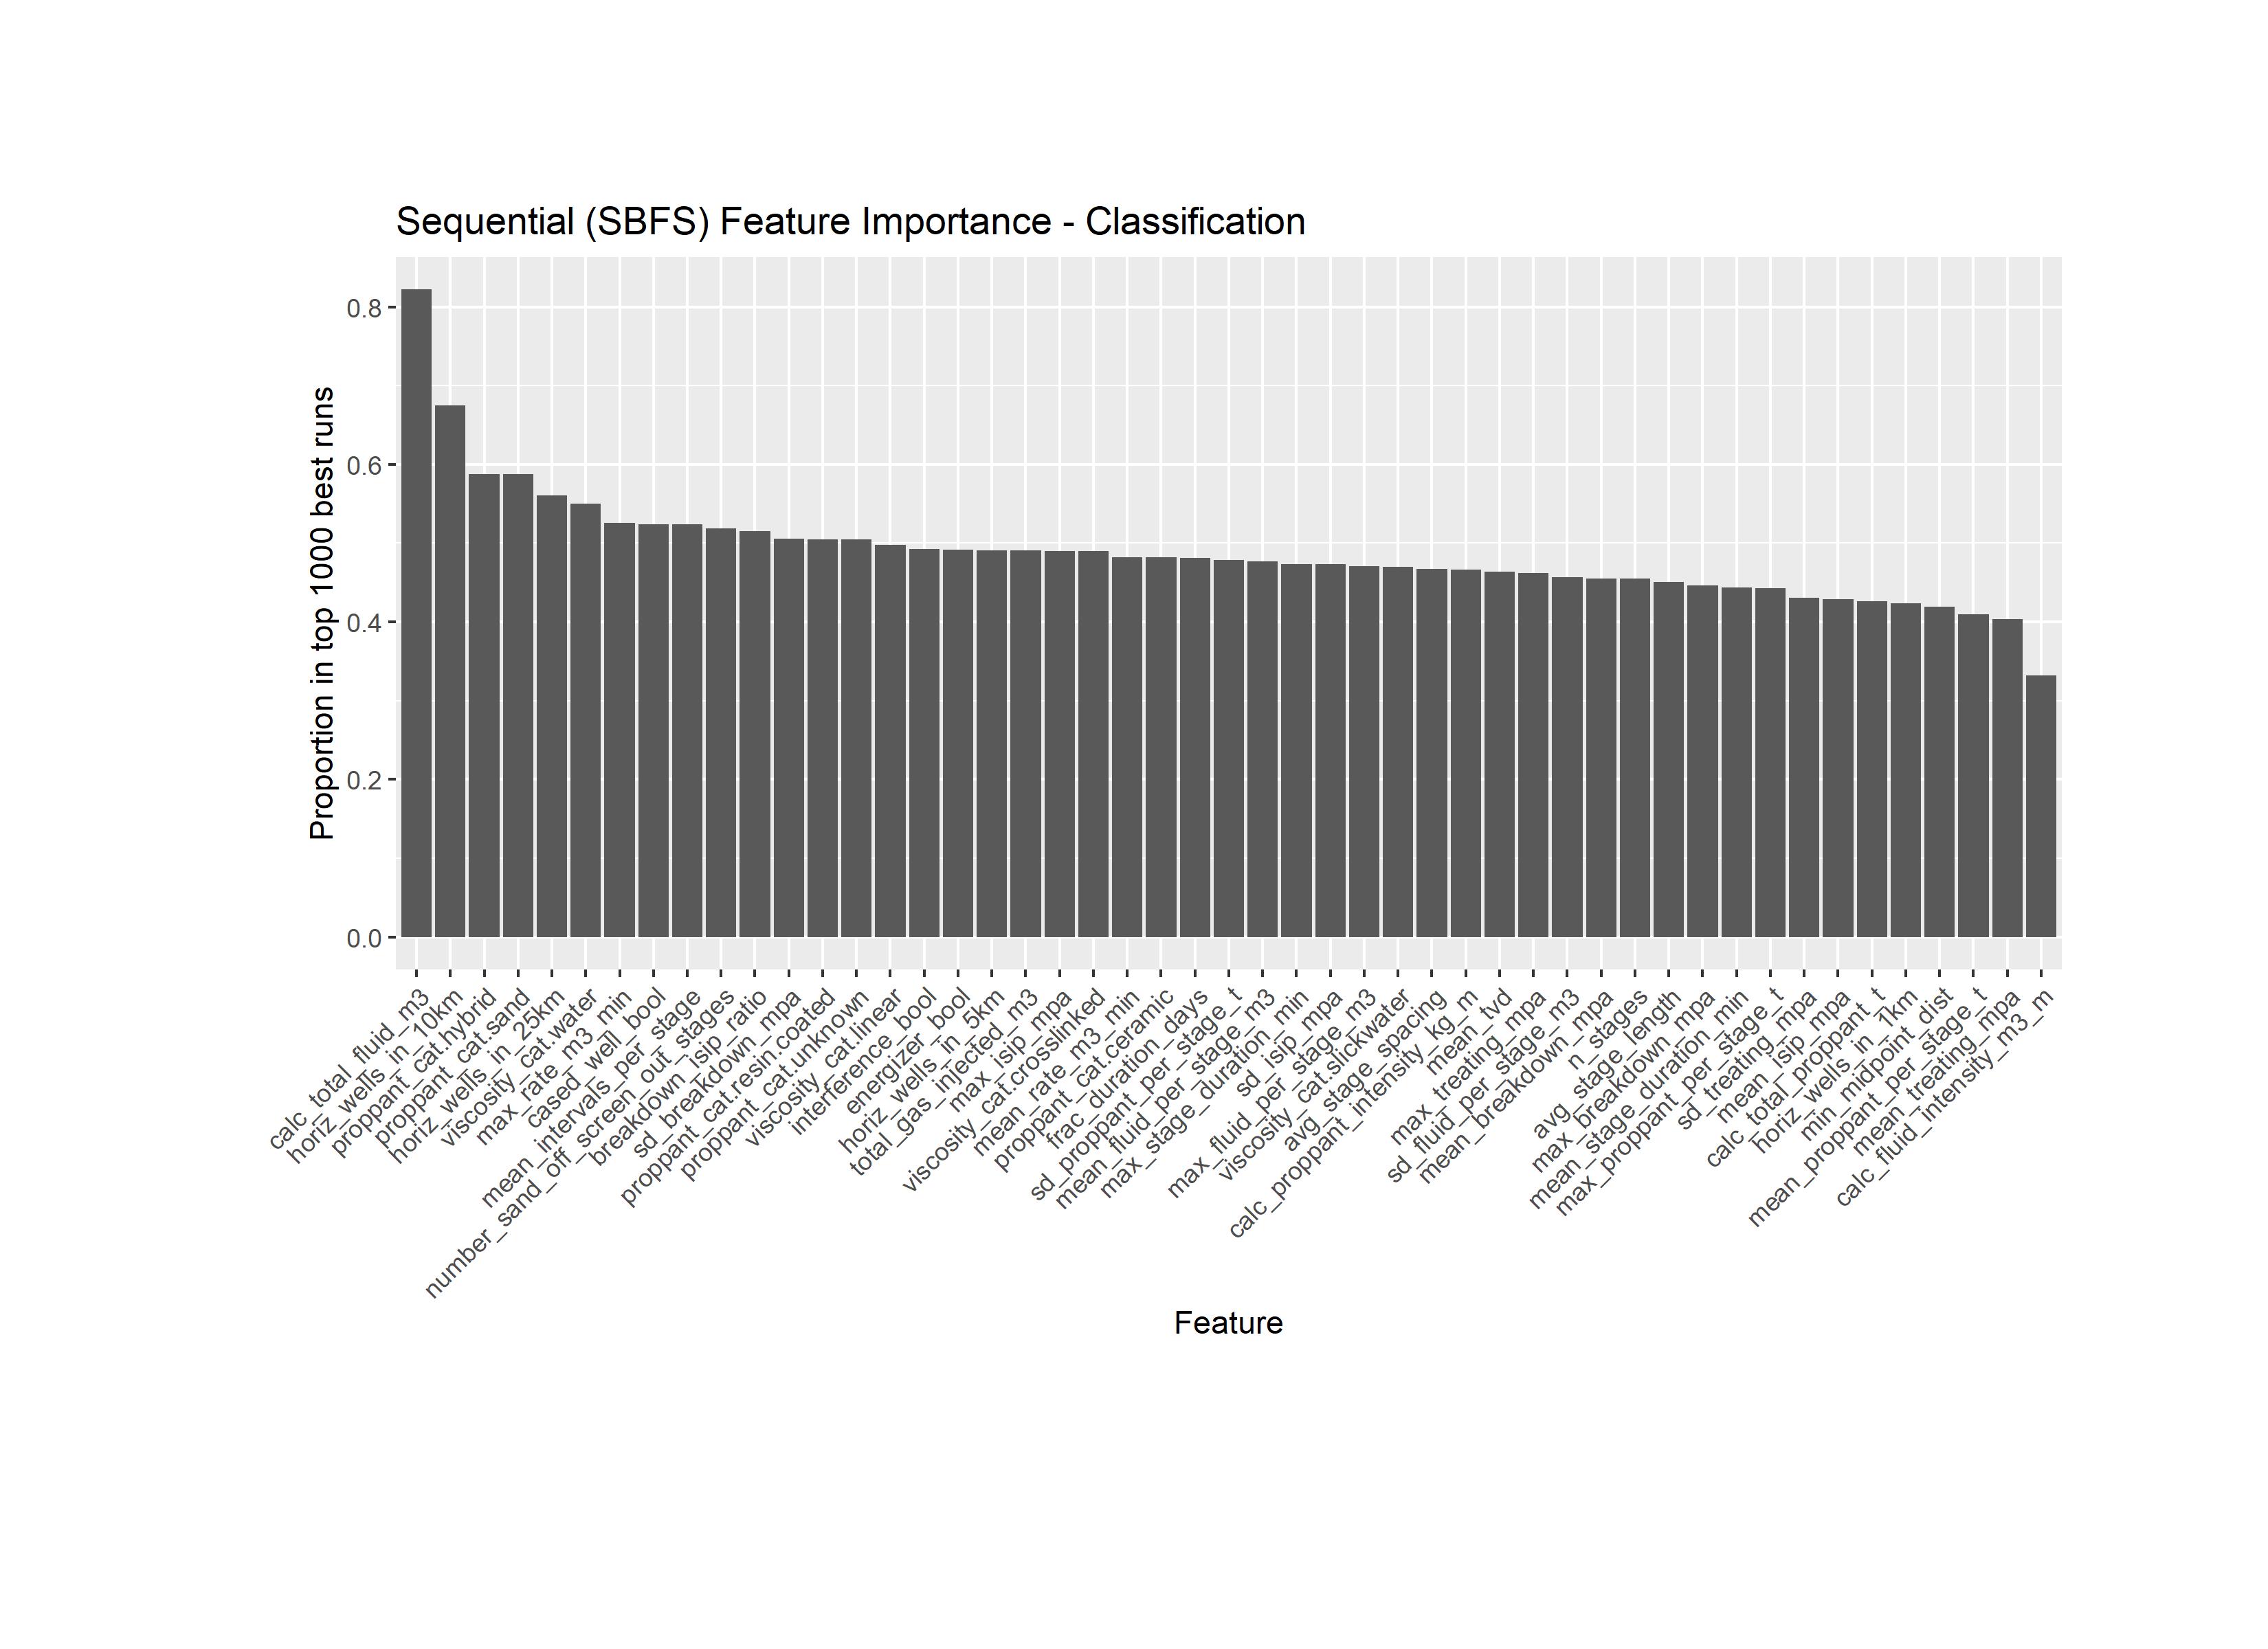 Sequential (SBFS) Feature Importance - Classification
Proportion in top 1000 best runs
0.8
0.6
0.4
0.2
0.0
calc_total_fluid_m3
horiz_wells_in_10km
proppant_cat.hybrid
proppant_cat.sand
horiz_wells_in_25km
viscosity_cat.water
max_rate_m3_min
cased_well_bool
mean_intervals_per_stage
number_sand_off_screen_out_stages
breakdown_isip_ratio
sd_breakdown_mpa
proppant_cat.resin.coated
proppant_cat.unknown
viscosity_cat.linear
interference_bool
energizer_bool
horiz_wells_in_5km
total_gas_injected_m3
max_isip_mpa
viscosity_cat.crosslinked
mean_rate_m3_min
proppant_cat.ceramic
frac_duration_days
sd_proppant_per_stage_t
mean_fluid_per_stage_m3
max_stage_duration_min
sd_isip_mpa
max_fluid_per_stage_m3
viscosity_cat.slickwater
avg_stage_spacing
calc_proppant_intensity_kg_m
mean_tvd
max_treating_mpa
sd_fluid_per_stage_m3
mean_breakdown_mpa
n_stages
avg_stage_length
max_breakdown_mpa
mean_stage_duration_min
max_proppant_per_stage_t
sd_treating_mpa
mean_isip_mpa
calc_total_proppant_t
horiz_wells_in_1km
min_midpoint_dist
mean_proppant_per_stage_t
mean_treating_mpa
calc_fluid_intensity_m3_m
Feature